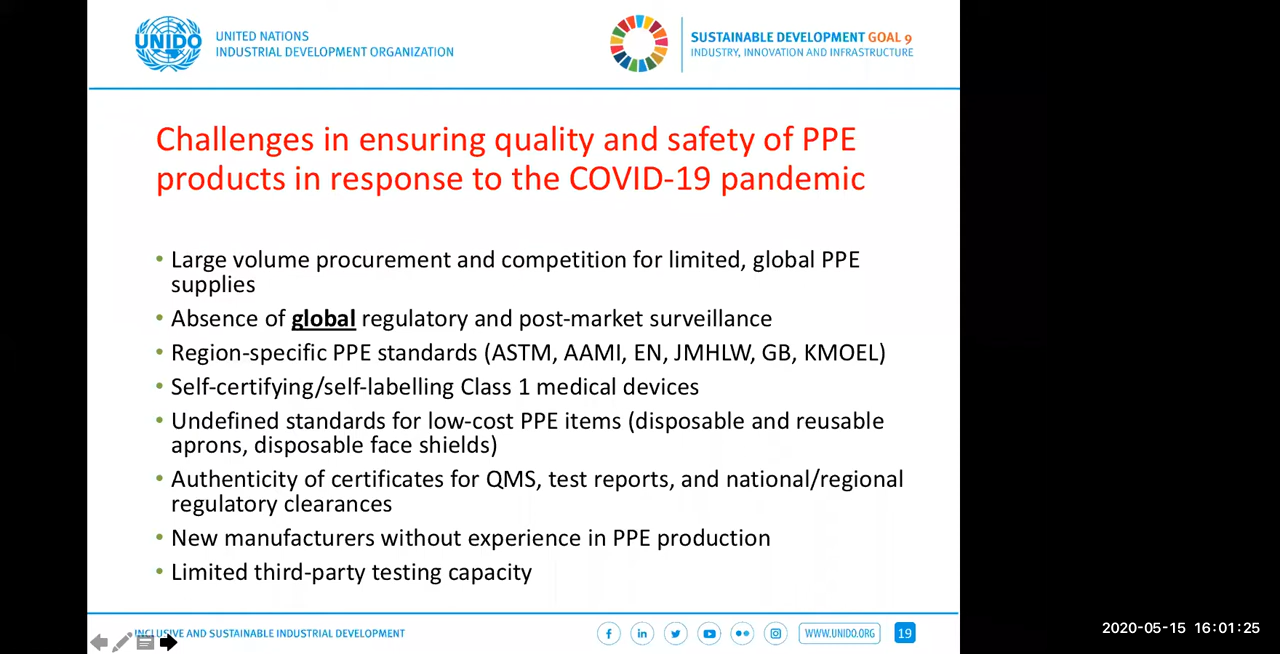 UNIDO
UNITED NATIONS
INDUSTRIAL DEVELOPMENT ORGANIZATION
SUSTAINABLE DEVELOPMENT GOAL 9
INDUSTRY, INNOVATION AND INFRASTRUCTURE
Challenges in ensuring quality and safety of PPE
products in response to the COVID-19 pandemic
• Large volume procurement and competition for limited, global PPE
supplies
• Absence of global regulatory and post-market surveillance
• Region-specific PPE standards (ASTM, AAMI, EN, JMHLW, GB, KMOEL)
• Self-certifying/self-labelling Class 1 medical devices
• Undefined standards for low-cost PPE items (disposable and reusable
aprons, disposable face shields)
• Authenticity of certificates for QMS, test reports, and national/regional
regulatory clearances
• New manufacturers without experience in PPE production
• Limited third-party testing capacity
INCLUSIVE AND SUSTAINABLE INDUSTRIAL DEVELOPMENT
WWW.UNIDO.ORG
19
2020-05-15 16:01:25